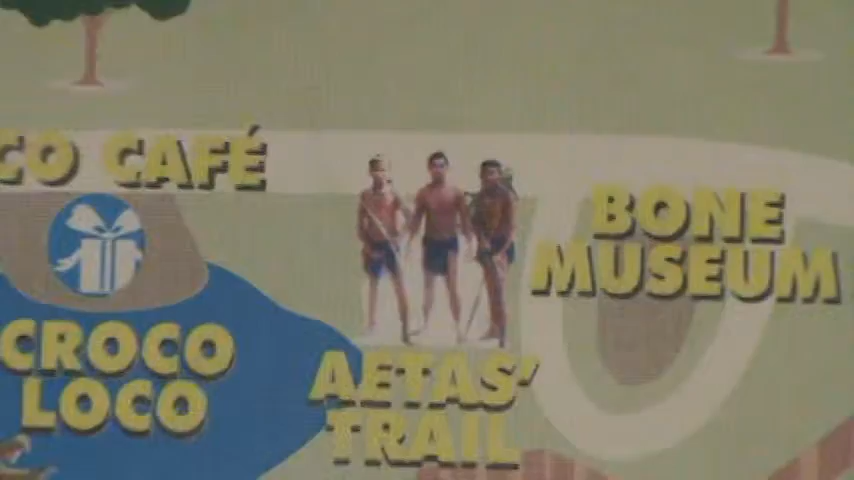 CO CAFÉ
BONE
MUSEUM
CROCO
LOCO
AETAS'
TRAIL